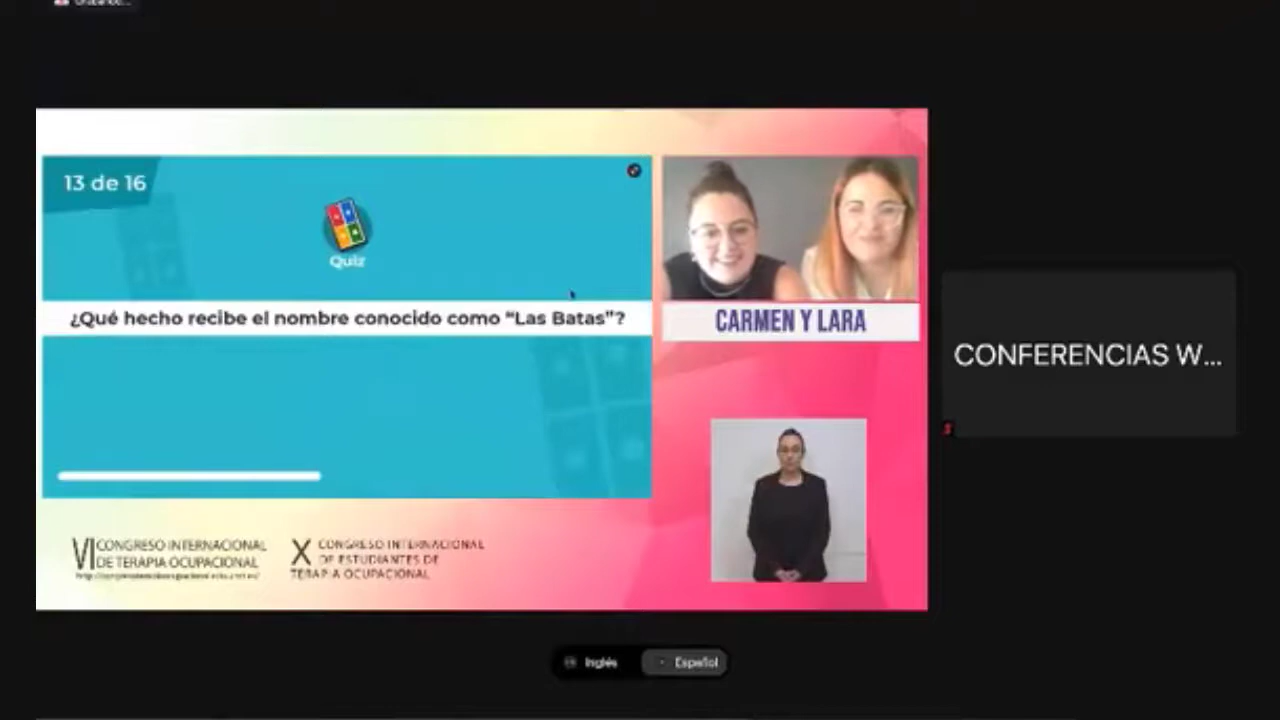 13 de 16
Quiz
¿Qué hecho recibe el nombre conocido como “Las Batas”?
CARMEN Y LARA
CONFERENCIAS W...
VI CONGRESO INTERNACIONAL
DE TERAPIA OCUPACIONAL
X CONGRESO INTERNACIONAL
DE ESTUDIANTES DE
TERAPIA OCUPACIONAL
Inglés
Español